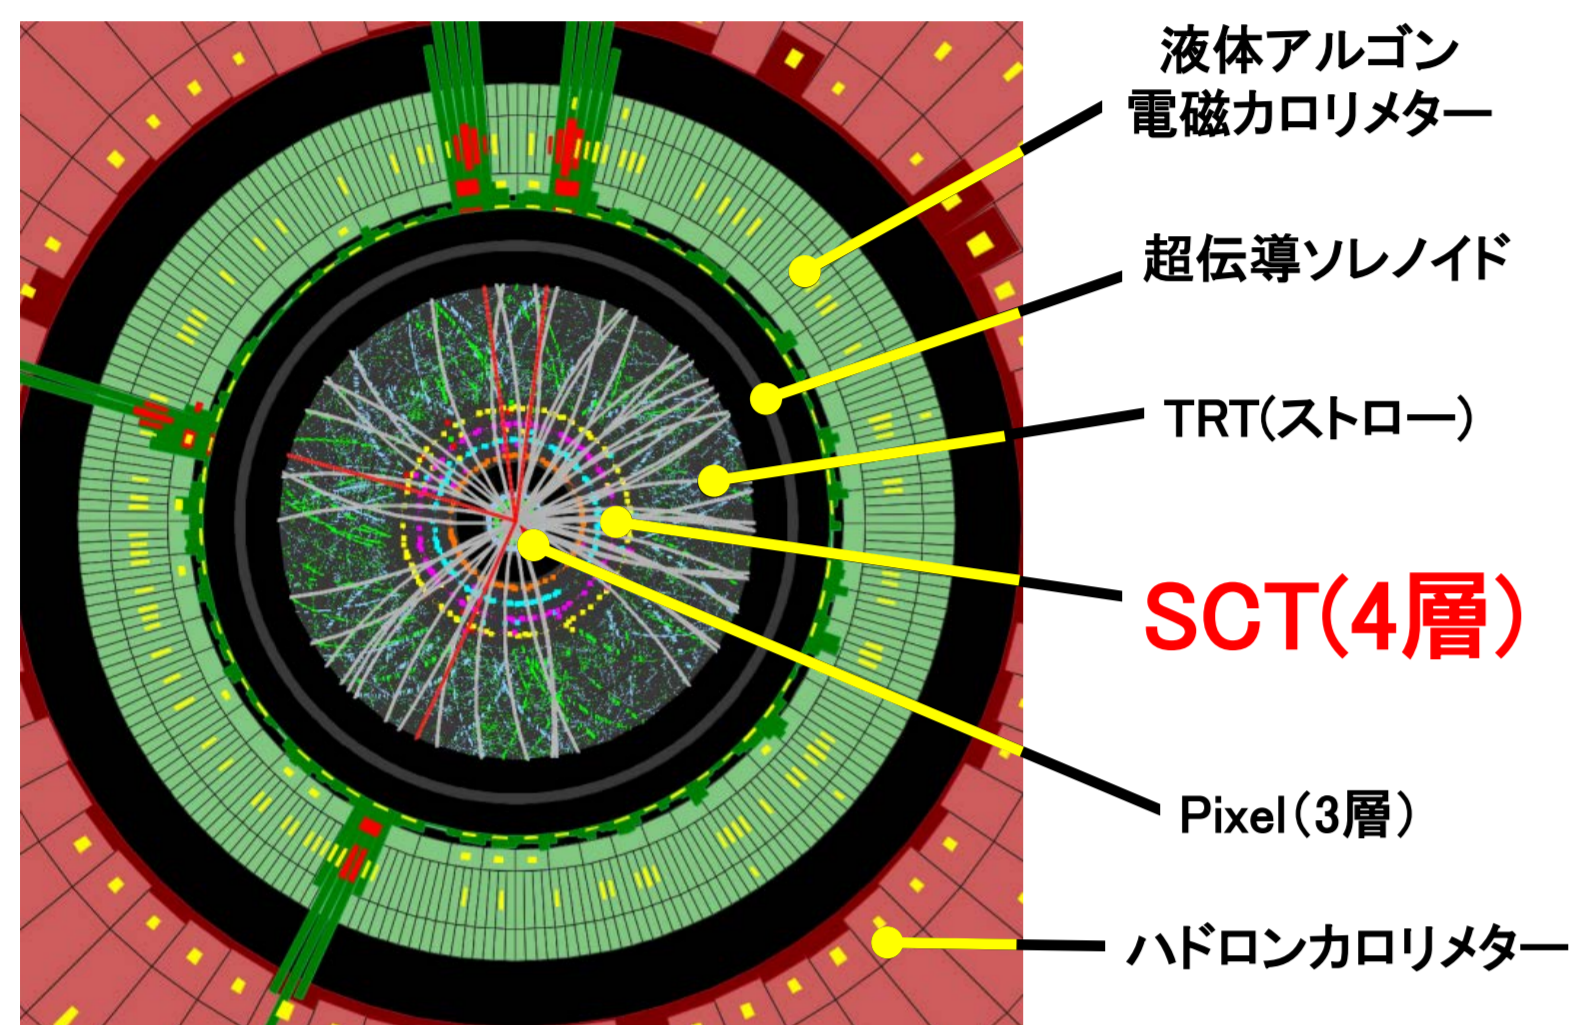 液体アルゴン
電磁カロリメター
超伝導ソレノイド
TRT(ストロー)
SCT(4層)
Pixel(3層)
ハドロンカロリメター